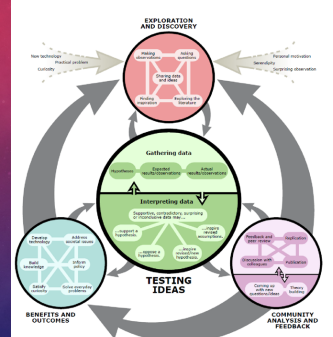 EXPLORATION
AND DISCOVERY
New technology
Practical problem
Curiosity
Personal motivation
Serendipity
Surprising observation
Making
observations
Asking
questions
Sharing data
and ideas
Finding
inspiration
Exploring the
literature
Gathering data
Hypotheses
Expected
results/observations
Actual
results/observations
Interpreting data
Supportive, contradictory, surprising
or inconclusive data may...
...support a
hypothesis.
...oppose a
hypothesis.
...inspire
revised/new
hypothesis.
...inspire
revised
assumptions.
TESTING
IDEAS
Develop
technology
Address
societal issues
Build
knowledge
Inform
policy
Satisfy
curiosity
Solve everyday
problems
BENEFITS AND
OUTCOMES
Feedback and
peer review
Replication
Discussion with
colleagues
Publication
Coming up with
new
questions/ideas
Theory
building
COMMUNITY
ANALYSIS AND
FEEDBACK